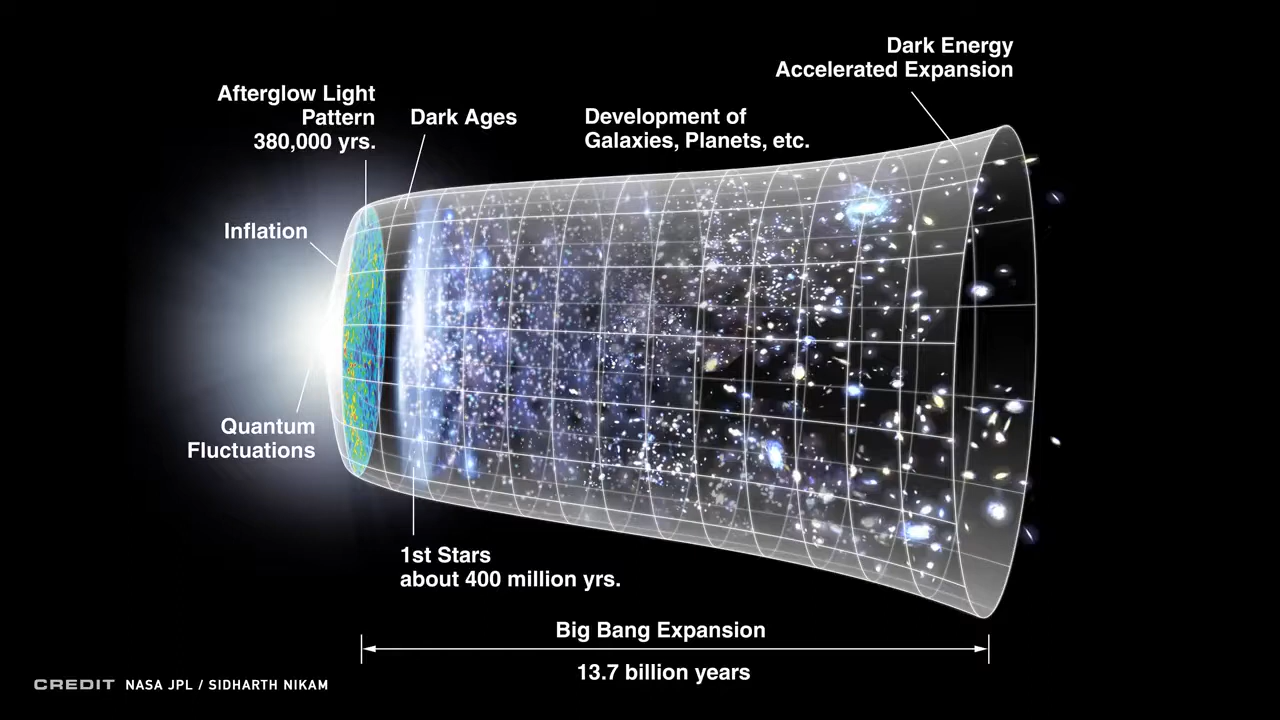 Dark Energy
Accelerated Expansion
Afterglow Light
Pattern
380,000 yrs.
Dark Ages
Development of
Galaxies, Planets, etc.
Inflation
Quantum
Fluctuations
1st Stars
about 400 million yrs.
Big Bang Expansion
13.7 billion years
CREDIT NASA JPL / SIDHARTH NIKAM